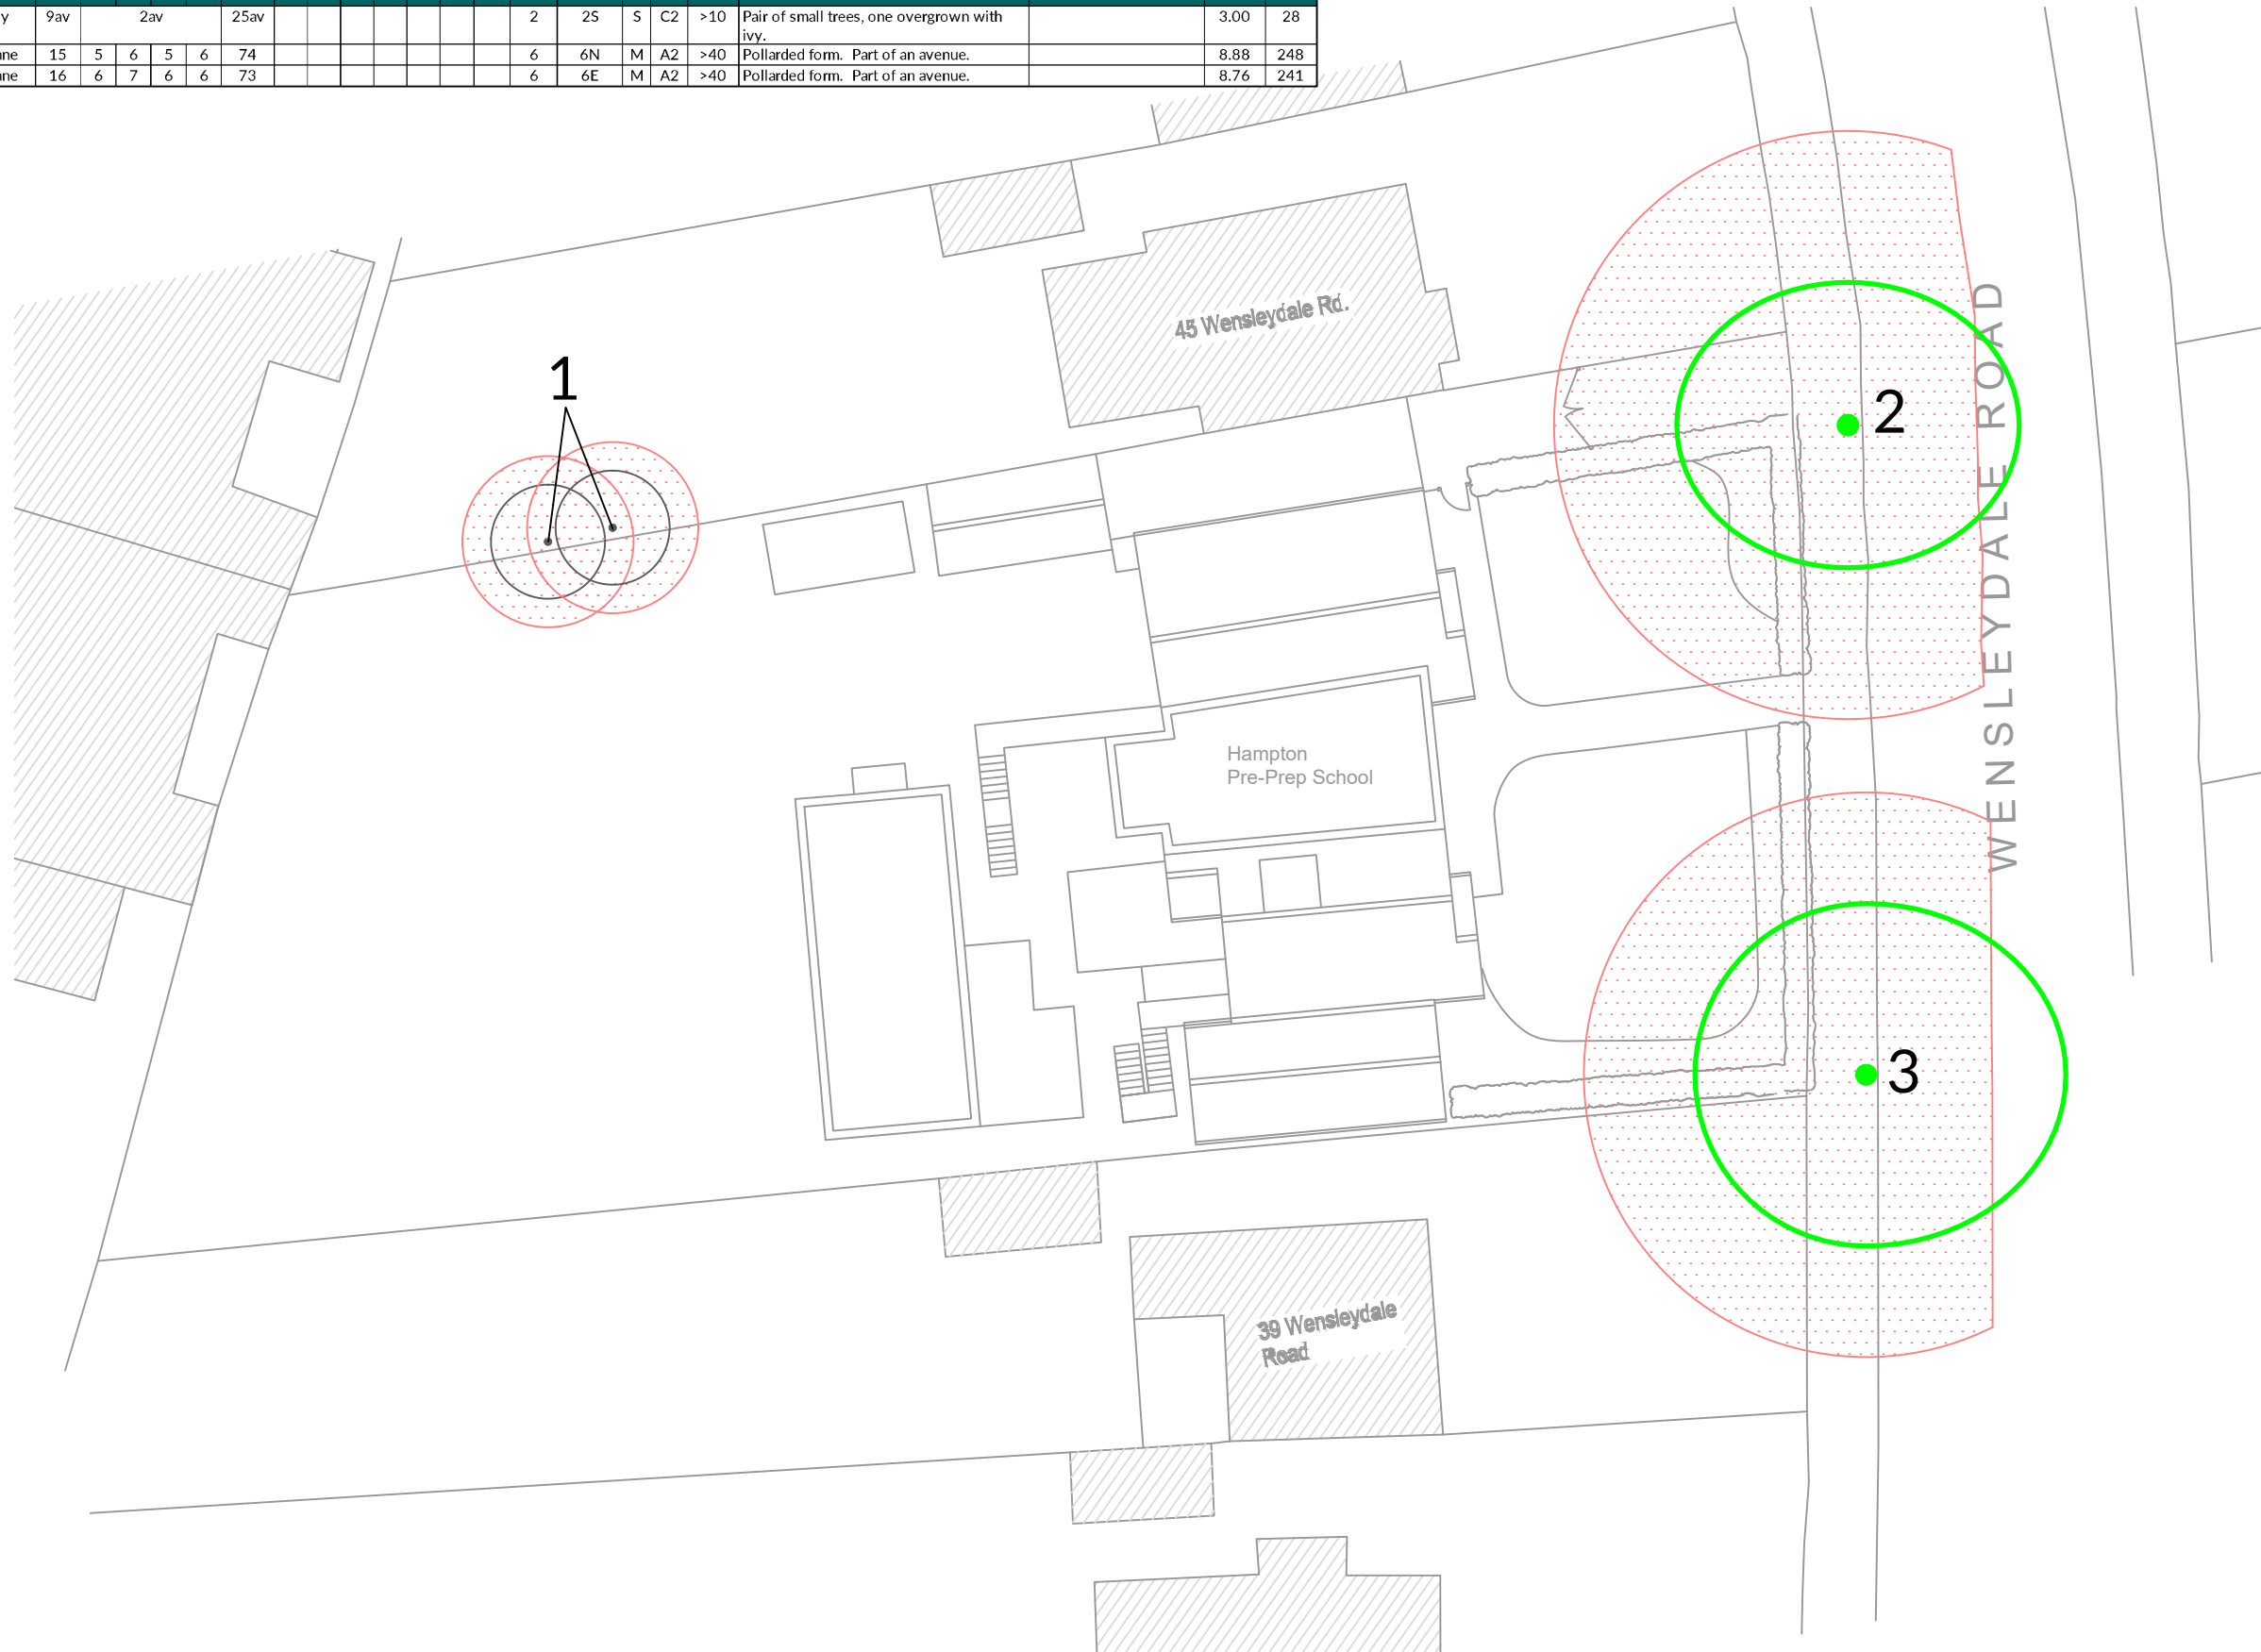 y 9av 2av 25av 2 2S S C2 >10 Pair of small trees, one overgrown with 3.00 28
ivy.
ane 15 5 6 5 6 74 6 6N M A2 >40 Pollarded form. Part of an avenue. 8.88 248
ane 16 6 7 6 6 73 6 6E M A2 >40 Pollarded form. Part of an avenue. 8.76 241
45 Wensleydale Rd.
1
2
WENSLEYDALE ROAD
Hampton
Pre-Prep School
3
39 Wensleydale
Road